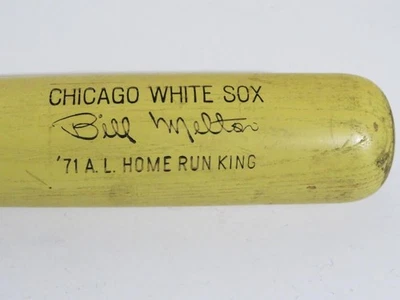 CHICAGO WHITE SOX
Bill Melton
'71 A. L. HOME RUN KING